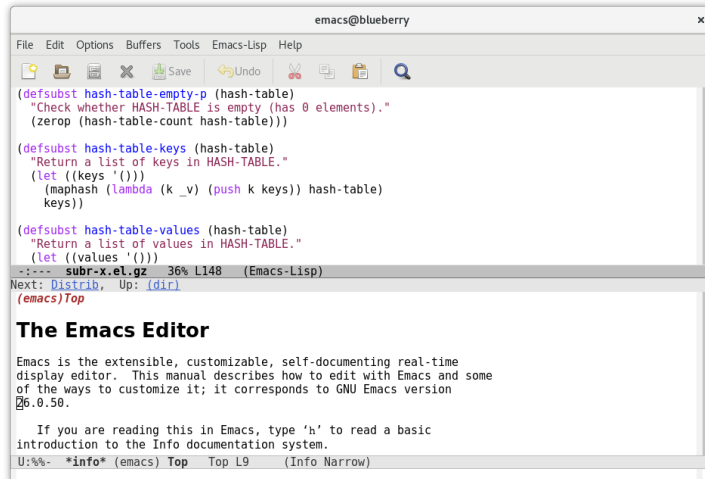 emacs@blueberry ×
File Edit Options Buffers Tools Emacs-Lisp Help
Save Undo
(defsubst hash-table-empty-p (hash-table)
  "Check whether HASH-TABLE is empty (has 0 elements)."
  (zerop (hash-table-count hash-table)))

(defsubst hash-table-keys (hash-table)
  "Return a list of keys in HASH-TABLE."
  (let ((keys '()))
    (maphash (lambda (k _v) (push k keys)) hash-table)
    keys))

(defsubst hash-table-values (hash-table)
  "Return a list of values in HASH-TABLE."
  (let ((values '()))
-:---  subr-x.el.gz   36% L148   (Emacs-Lisp)
Next: Distrib,  Up: (dir)
(emacs)Top
The Emacs Editor
Emacs is the extensible, customizable, self-documenting real-time
display editor.  This manual describes how to edit with Emacs and some
of the ways to customize it; it corresponds to GNU Emacs version
26.0.50.

   If you are reading this in Emacs, type ‘h’ to read a basic
introduction to the Info documentation system.
U:%%-  *info* (emacs) Top   Top L9     (Info Narrow)